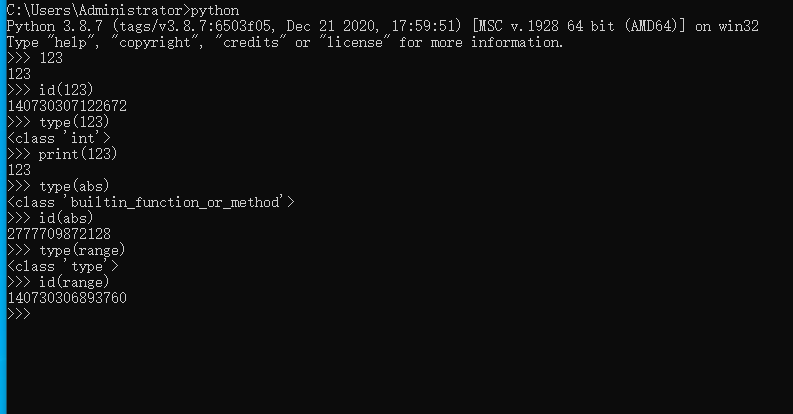 C:\Users\Administrator>python
Python 3.8.7 (tags/v3.8.7:6503f05, Dec 21 2020, 17:59:51) [MSC v.1928 64 bit (AMD64)] on win32
Type "help", "copyright", "credits" or "license" for more information.
>>> 123
123
>>> id(123)
140730307122672
>>> type(123)
<class 'int'>
>>> print(123)
123
>>> type(abs)
<class 'builtin_function_or_method'>
>>> id(abs)
2777709872128
>>> type(range)
<class 'type'>
>>> id(range)
140730306893760
>>>